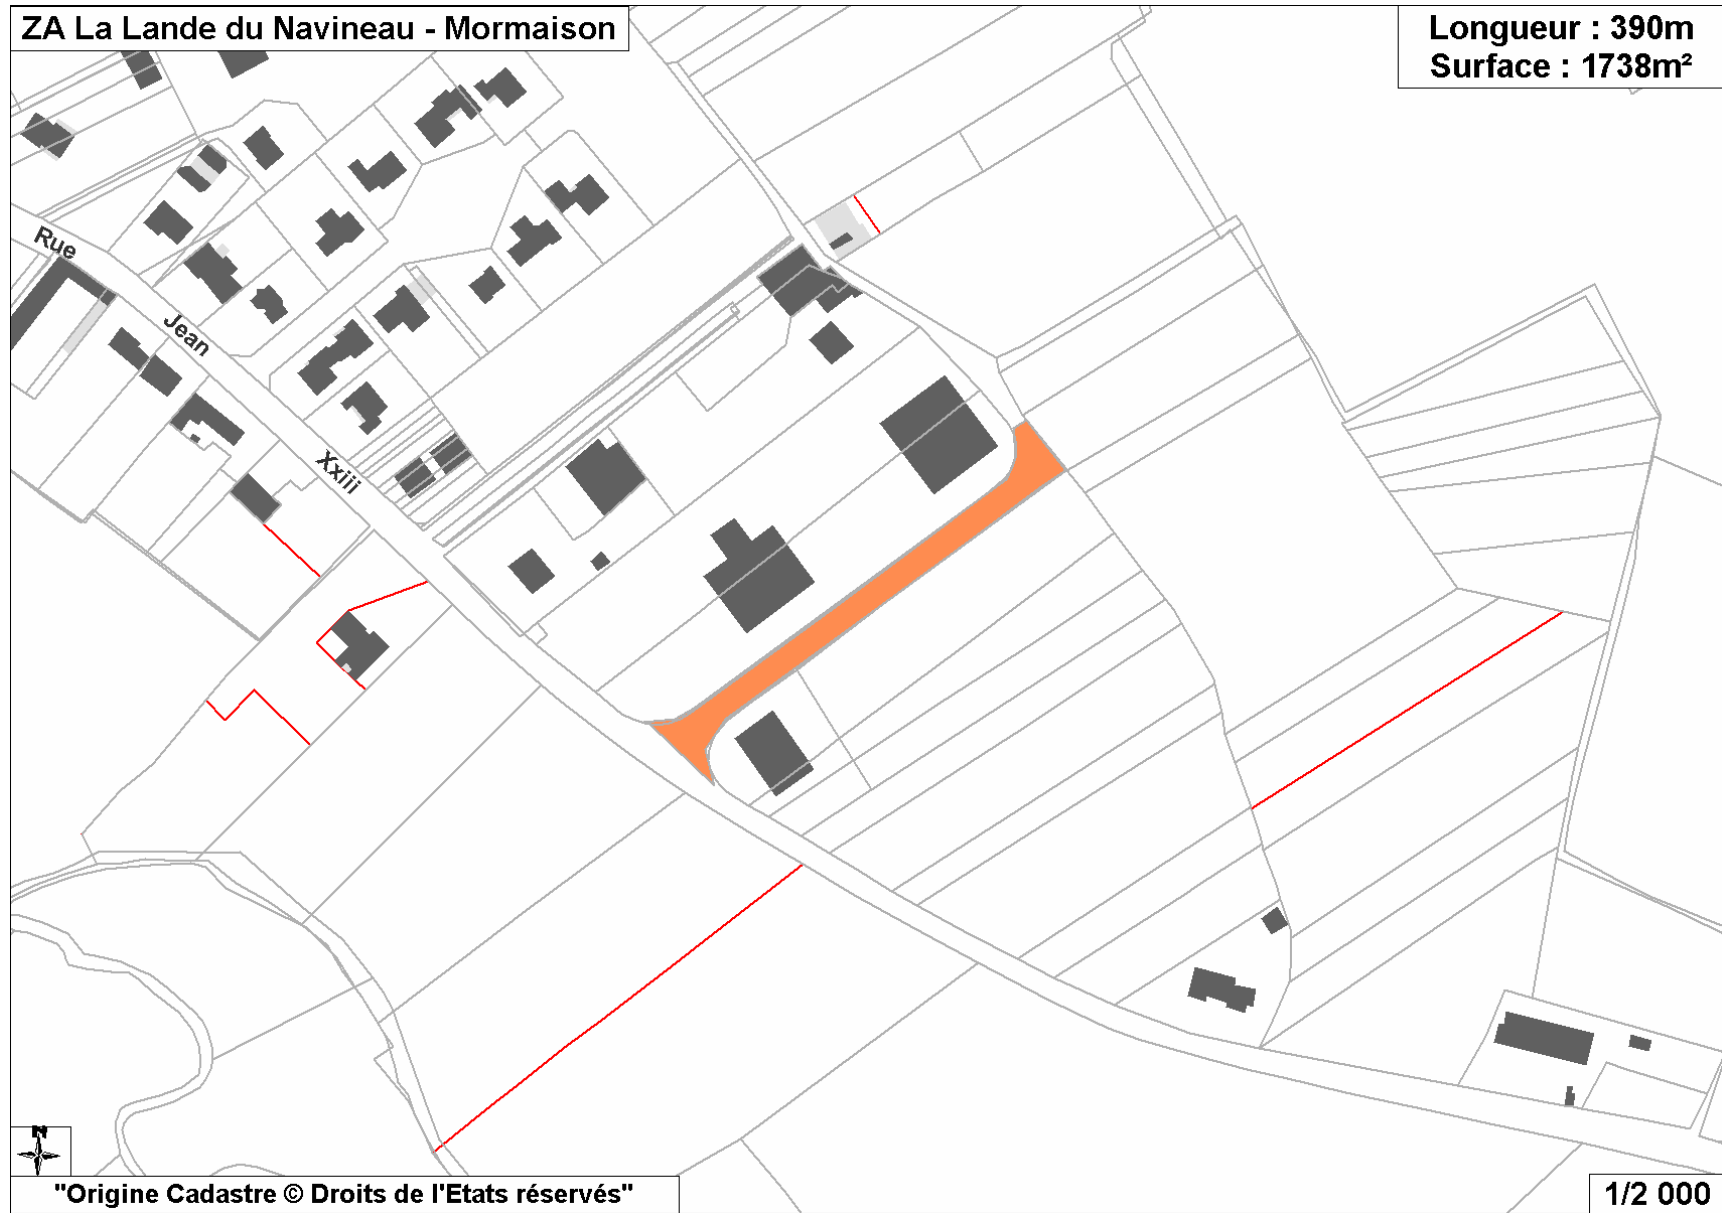 ZA La Lande du Navineau - Mormaison
Longueur : 390m
Surface : 1738m²
Rue
Jean
Xxiii
N
"Origine Cadastre © Droits de l'Etats réservés"
1/2 000